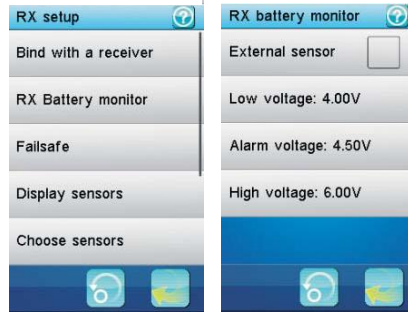 RX setup
Bind with a receiver
RX Battery monitor
Failsafe
Display sensors
Choose sensors
RX battery monitor
External sensor
Low voltage: 4.00V
Alarm voltage: 4.50V
High voltage: 6.00V